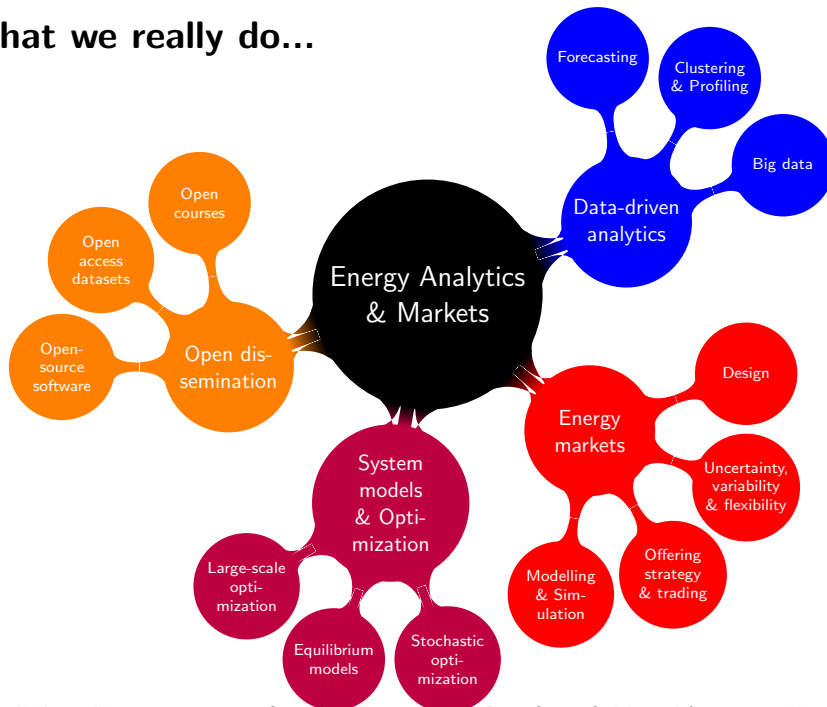 hat we really do...
Forecasting
Clustering
& Profiling
Big data
Data-driven
analytics
Open
courses
Open
access
datasets
Open-
source
software
Open dis-
semination
Energy Analytics
& Markets
Design
Energy
markets
Uncertainty,
variability
& flexibility
Offering
strategy
& trading
Modelling
& Sim-
ulation
System
models
& Opti-
mization
Large-scale
opti-
mization
Equilibrium
models
Stochastic
opti-
mization